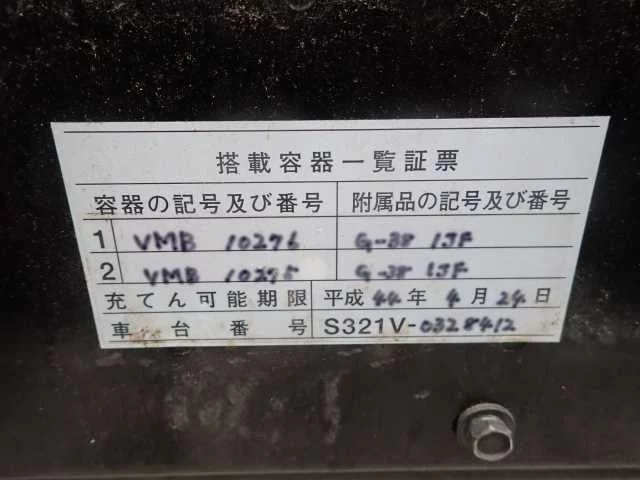 搭載容器一覧証票
容器の記号及び番号 附属品の記号及び番号
1 VMB 10276 G-38 1JF
2 VMB 10275 G-38 1JF
充てん可能期限 平成44年4月24日
車台番号 S321V-0328412